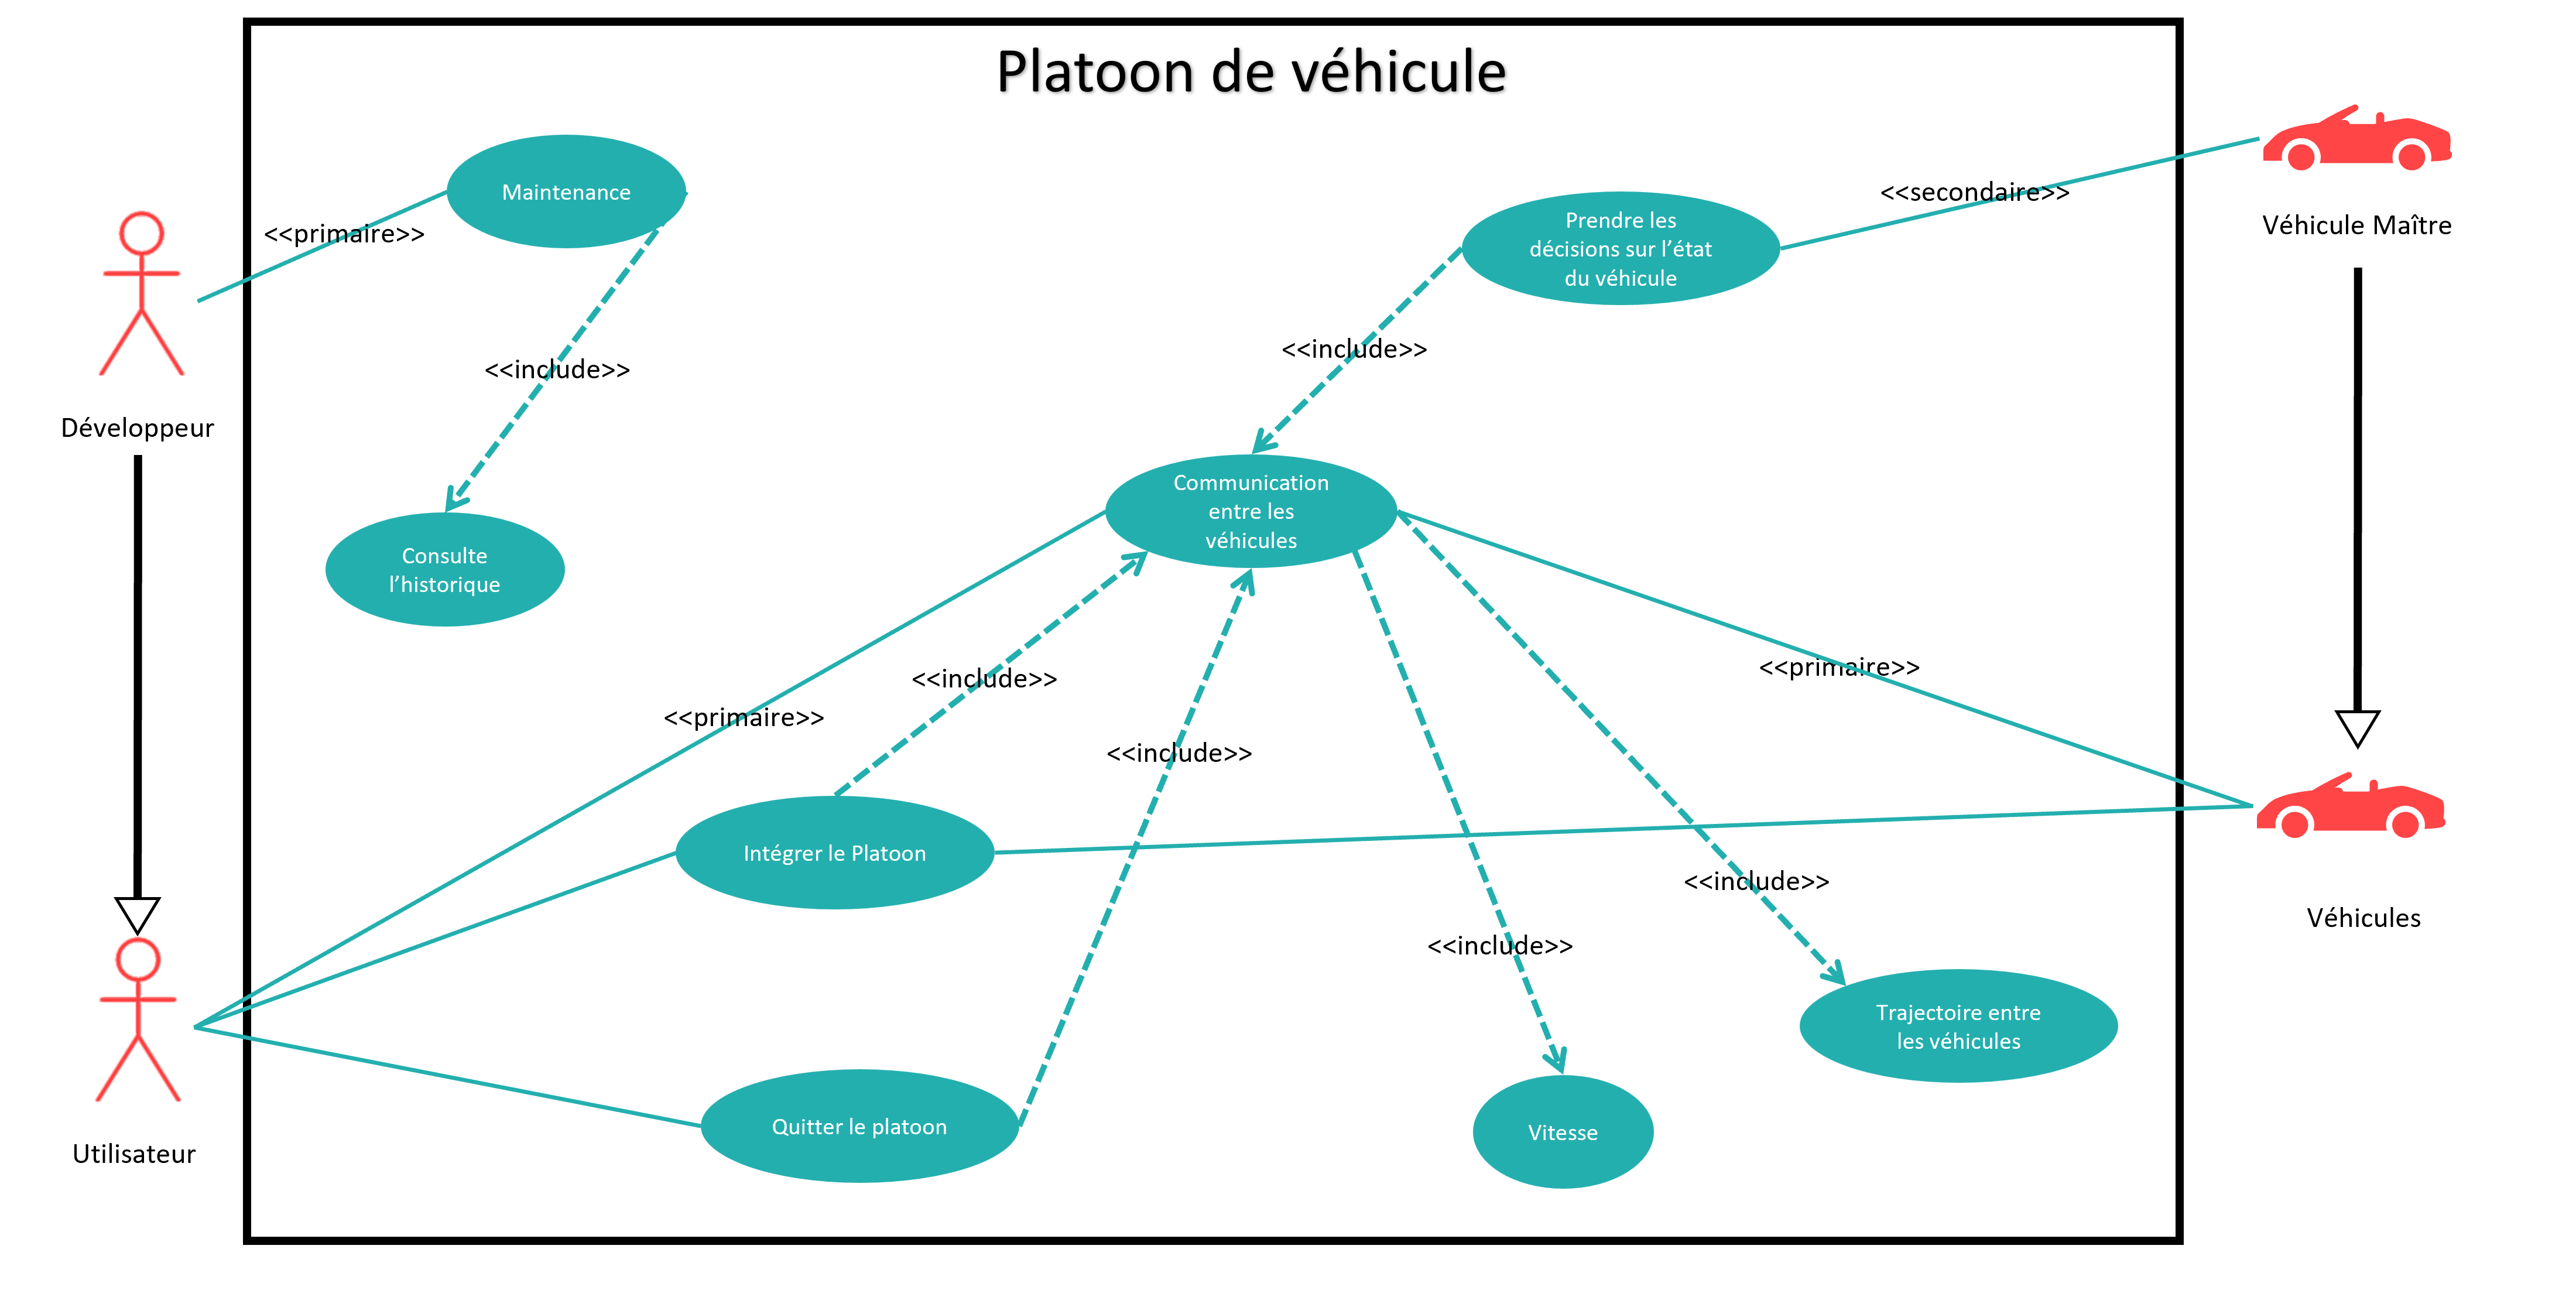 Platoon de véhicule
Maintenance
<<primaire>>
Prendre les
décisions sur l’état
du véhicule
<<secondaire>>
Véhicule Maître
<<include>>
<<include>>
Développeur
Communication
entre les
véhicules
Consulte
l’historique
<<include>>
<<primaire>>
<<primaire>>
<<include>>
Intégrer le Platoon
<<include>>
Véhicules
<<include>>
Trajectoire entre
les véhicules
Quitter le platoon
Vitesse
Utilisateur